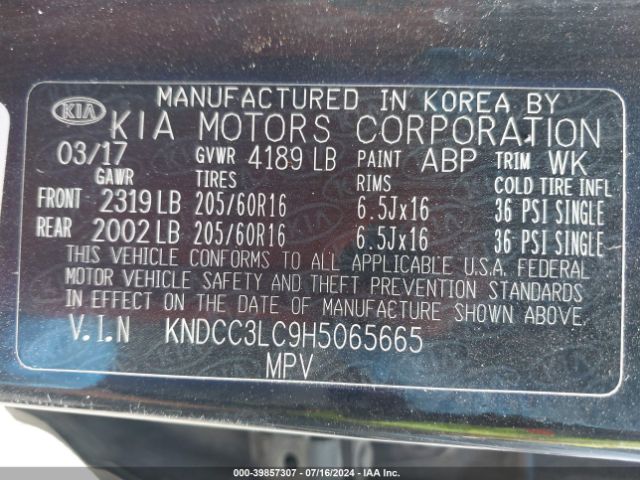 KIA MANUFACTURED IN KOREA BY
KIA MOTORS CORPORATION
03/17 GVWR 4189 LB PAINT ABP TRIM WK
GAWR TIRES RIMS COLD TIRE INFL
FRONT 2319 LB 205/60R16 6.5Jx16 36 PSI SINGLE
REAR 2002 LB 205/60R16 6.5Jx16 36 PSI SINGLE
THIS VEHICLE CONFORMS TO ALL APPLICABLE U.S.A. FEDERAL
MOTOR VEHICLE SAFETY AND THEFT PREVENTION STANDARDS
IN EFFECT ON THE DATE OF MANUFACTURE SHOWN ABOVE.
V.I.N KNDCC3LC9H5065665
MPV
000-39857307 - 07/16/2024 - IAA Inc.